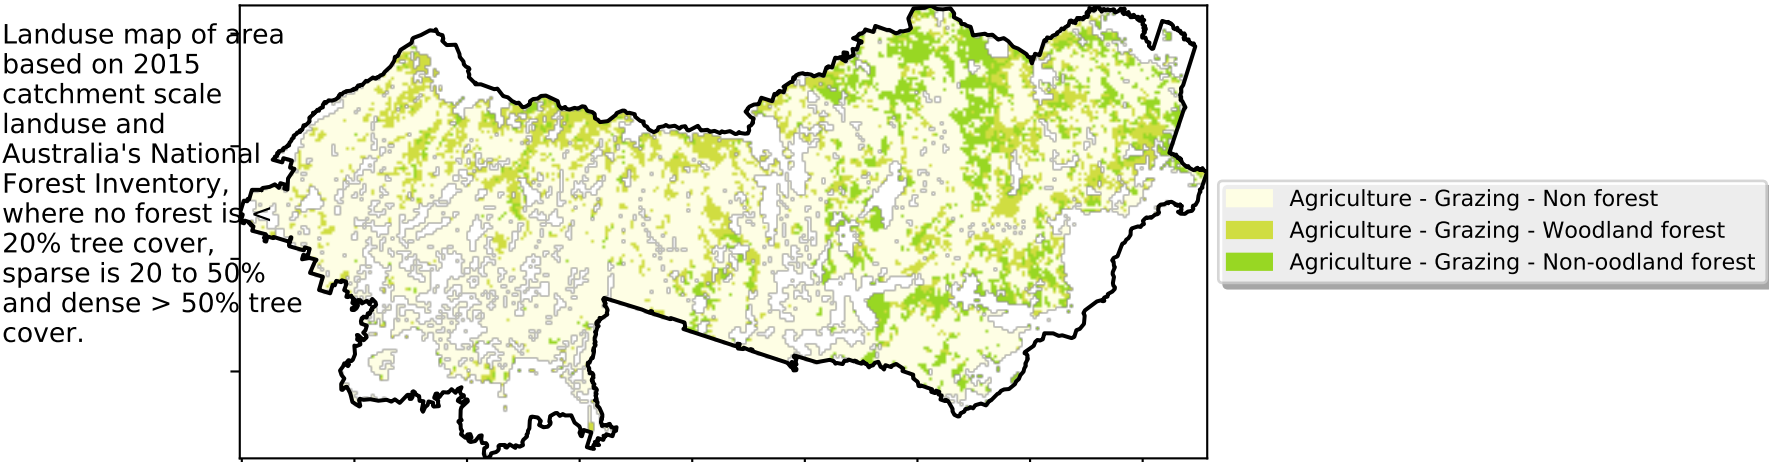 Landuse map of area
based on 2015
catchment scale
landuse and
Australia's National
Forest Inventory,
where no forest is <
20% tree cover,
sparse is 20 to 50%
and dense > 50% tree
cover.
Agriculture - Grazing - Non forest
Agriculture - Grazing - Woodland forest
Agriculture - Grazing - Non-oodland forest